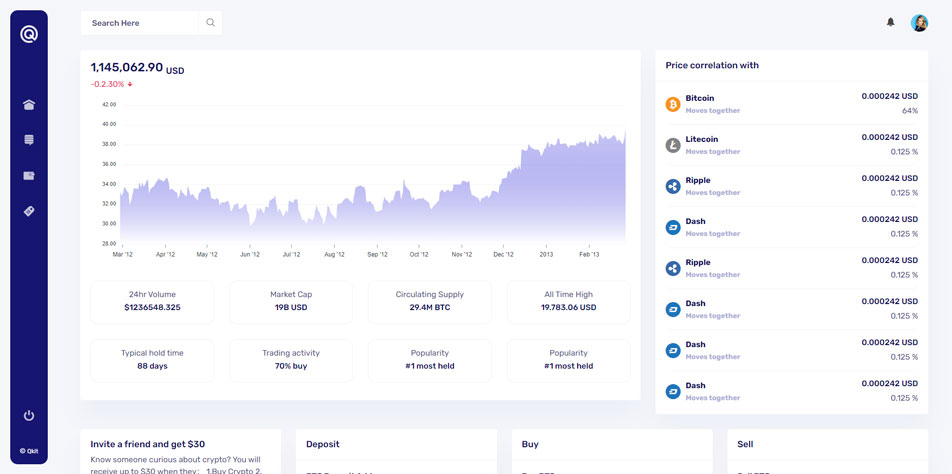 Search Here
© Qkit
1,145,062.90 USD
-0.2.30%
42.00
40.00
38.00
36.00
34.00
32.00
30.00
28.00
Mar '12 Apr '12 May '12 Jun '12 Jul '12 Aug '12 Sep '12 Oct '12 Nov '12 Dec '12 2013 Feb '13
24hr Volume
$1236548.325
Market Cap
19B USD
Circulating Supply
29.4M BTC
All Time High
19.783.06 USD
Typical hold time
88 days
Trading activity
70% buy
Popularity
#1 most held
Popularity
#1 most held
Price correlation with
Bitcoin 0.000242 USD
Moves together 64%
Litecoin 0.000242 USD
Moves together 0.125 %
Ripple 0.000242 USD
Moves together 0.125 %
Dash 0.000242 USD
Moves together 0.125 %
Ripple 0.000242 USD
Moves together 0.125 %
Dash 0.000242 USD
Moves together 0.125 %
Dash 0.000242 USD
Moves together 0.125 %
Dash 0.000242 USD
Moves together 0.125 %
Invite a friend and get $30
Know someone curious about crypto? You will
receive up to $30 when they: 1.Buy Crypto 2.
Deposit
Buy
Sell